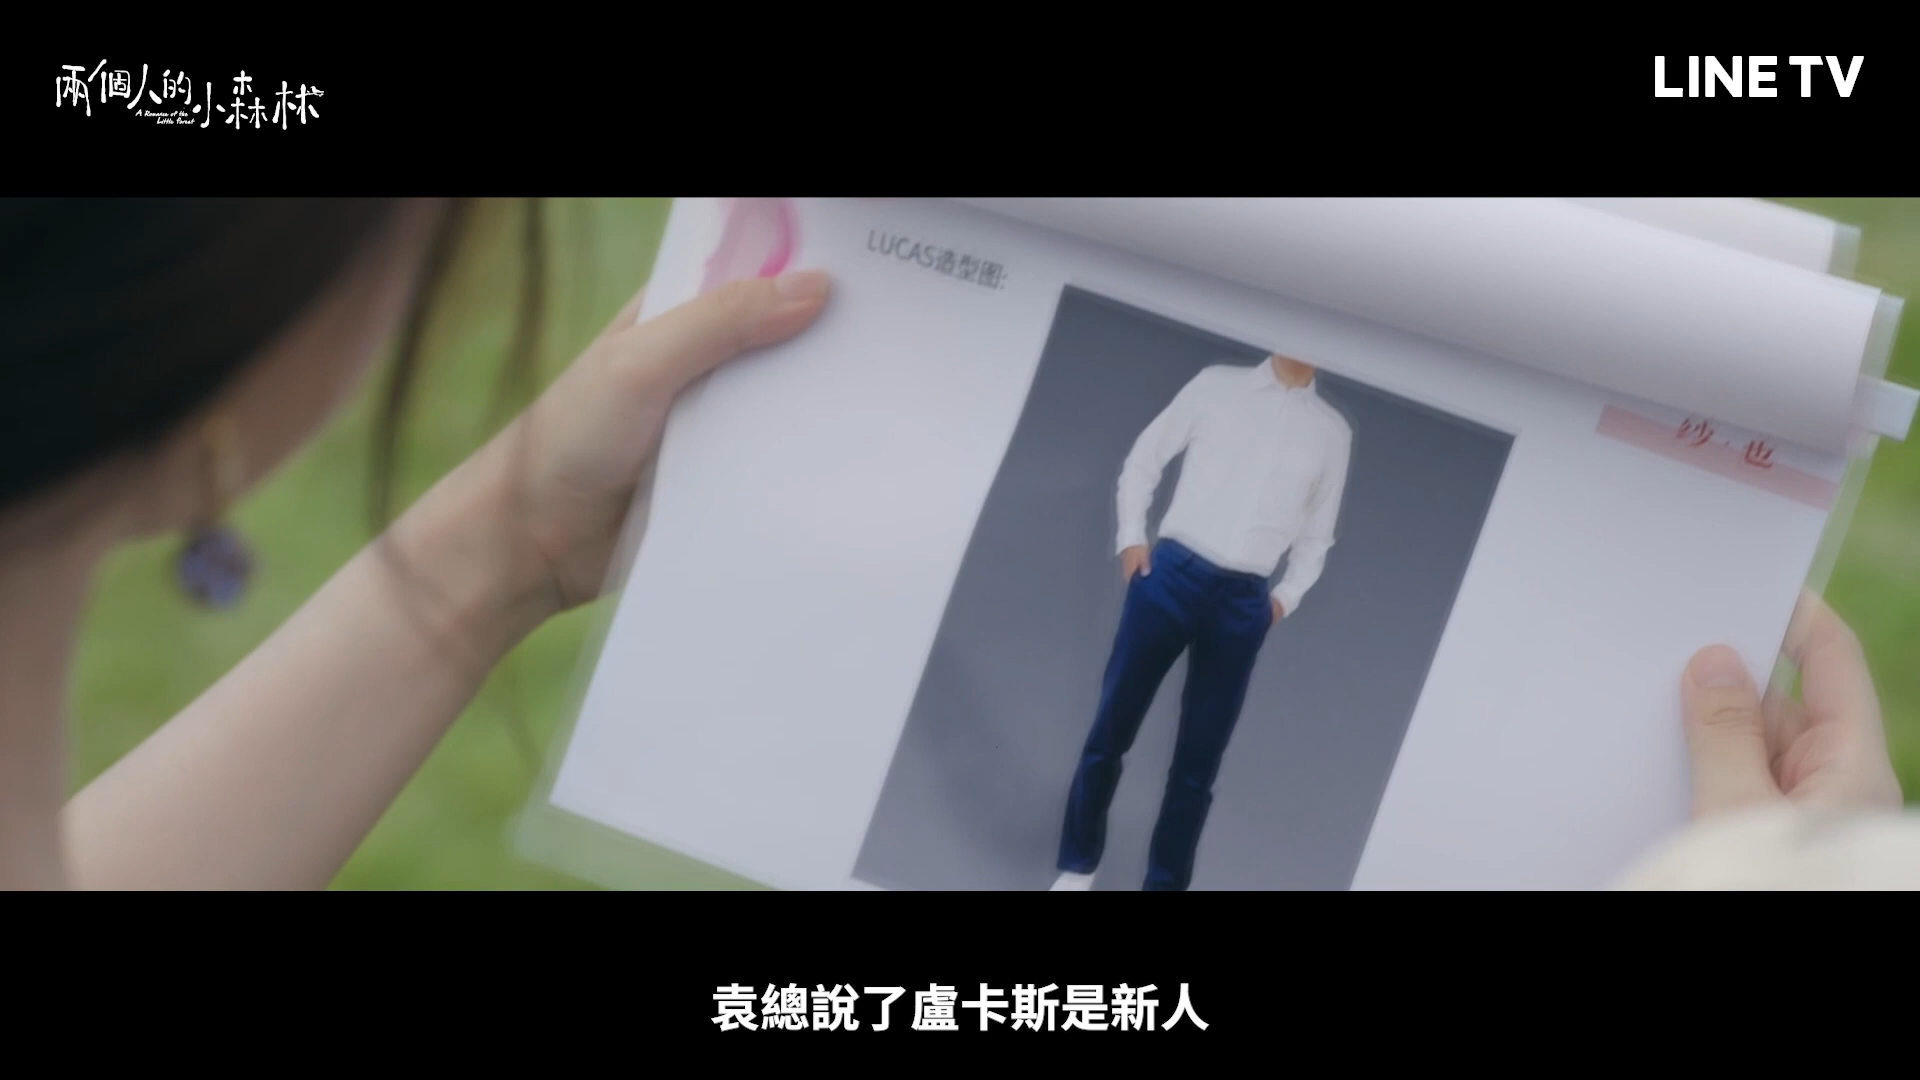 兩個人的小森林
A Romance of the
Little Forest
LINE TV
LUCAS造型图:
纱·也
袁總說了盧卡斯是新人